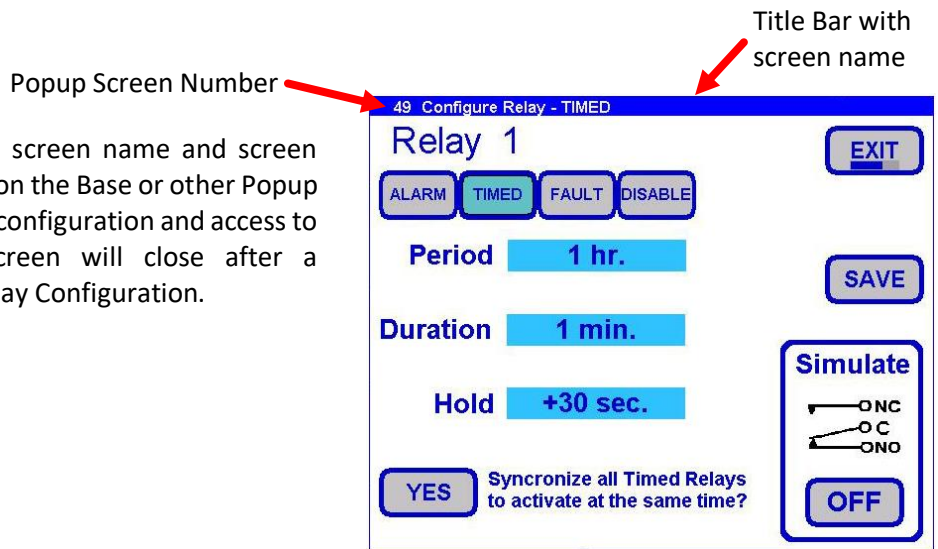 Title Bar with
screen name
Popup Screen Number
screen name and screen
on the Base or other Popup
configuration and access to
will close after a
Configuration.
49 Configure Relay - TIMED
Relay 1
EXIT
ALARM TIMED FAULT DISABLE
Period 1 hr.
SAVE
Duration 1 min.
Simulate
Hold +30 sec.
NC
C
NO
YES Syncronize all Timed Relays
to activate at the same time?
OFF